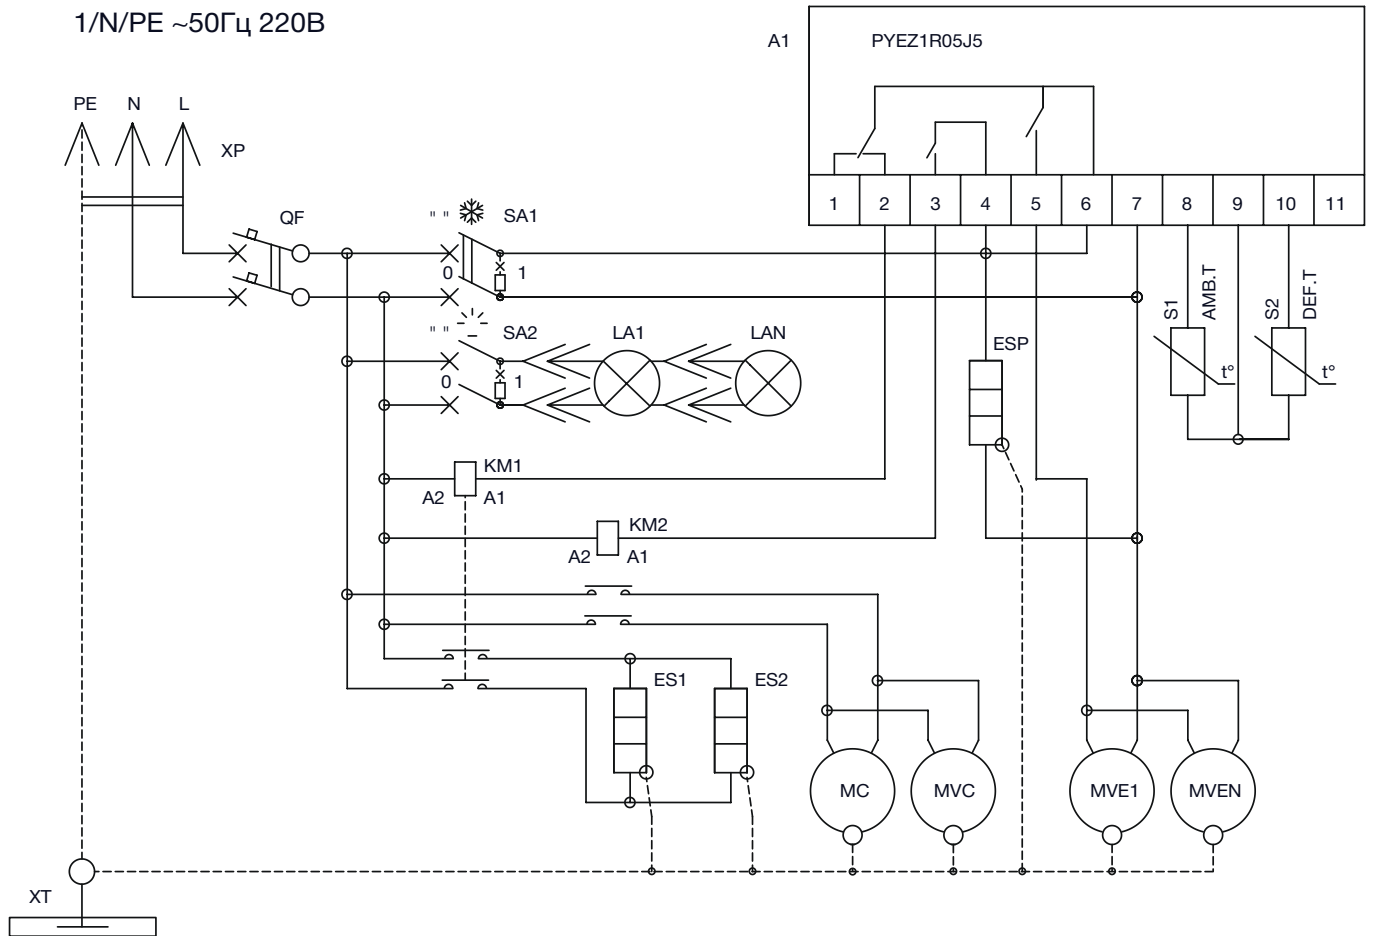 1/N/PE ~50Гц 220В
A1 PYEZ1R05J5
PE N L
XP
1 2 3 4 5 6 7 8 9 10 11
QF
" " SA1
0 1
S1
AMB.T
S2
DEF.T
" " SA2 LA1 LAN
ESP
0 1
t° t°
KM1
A2 A1
KM2
A2 A1
ES1 ES2
MC MVC MVE1 MVEN
XT